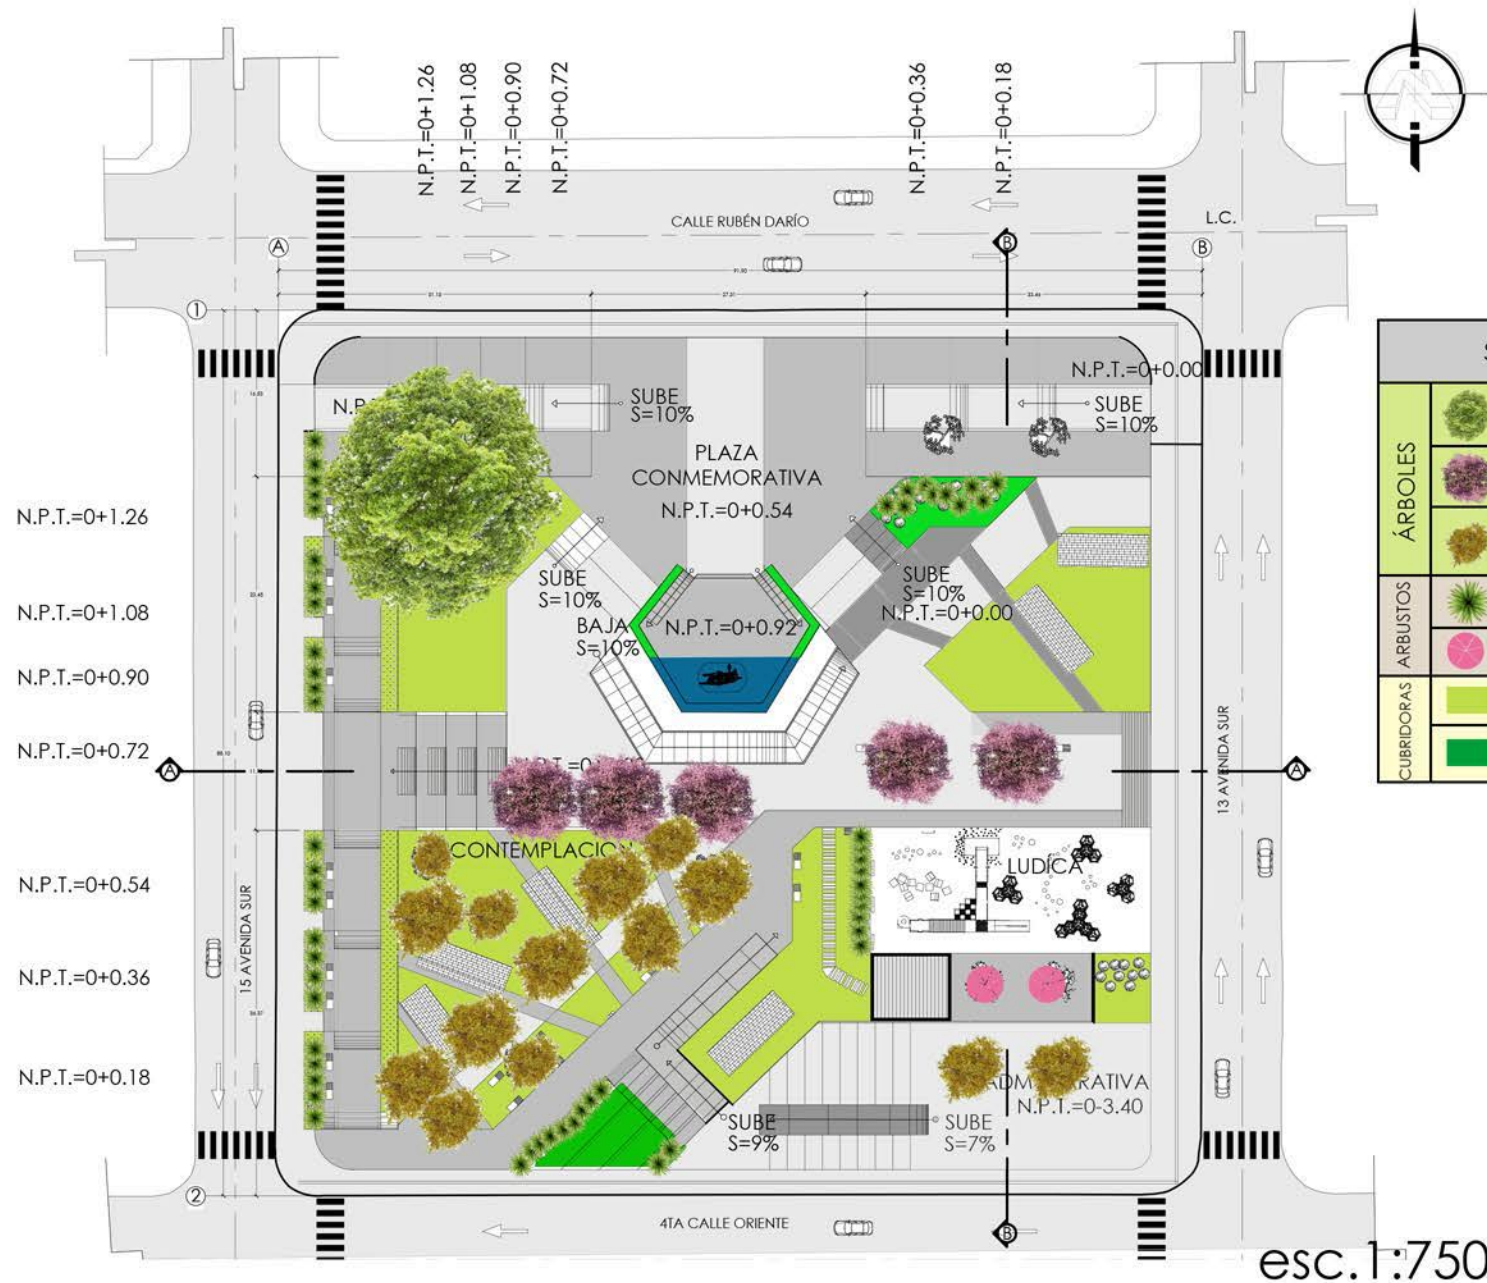 N.P.T.=0+1.26
N.P.T.=0+1.08
N.P.T.=0+0.90
N.P.T.=0+0.72
N.P.T.=0+0.36
N.P.T.=0+0.18
CALLE RUBÉN DARÍO
L.C.
A
B
B
1
N.P.T.=0+0.00
SUBE
S=10%
SUBE
S=10%
PLAZA
CONMEMORATIVA
N.P.T.=0+0.54
ÁRBOLES
ARBUSTOS
CUBRIDORAS
N.P.T.=0+1.26
N.P.T.=0+1.08
N.P.T.=0+0.90
N.P.T.=0+0.72
N.P.T.=0+0.54
N.P.T.=0+0.36
N.P.T.=0+0.18
SUBE
S=10%
BAJA
S=10%
N.P.T.=0+0.92
SUBE
S=10%
N.P.T.=0+0.00
A
A
13 AVENIDA SUR
15 AVENIDA SUR
CONTEMPLACION
LUDÍCA
N.P.T.=0-3.40
SUBE
S=9%
SUBE
S=7%
2
4TA CALLE ORIENTE
B
esc.1:750